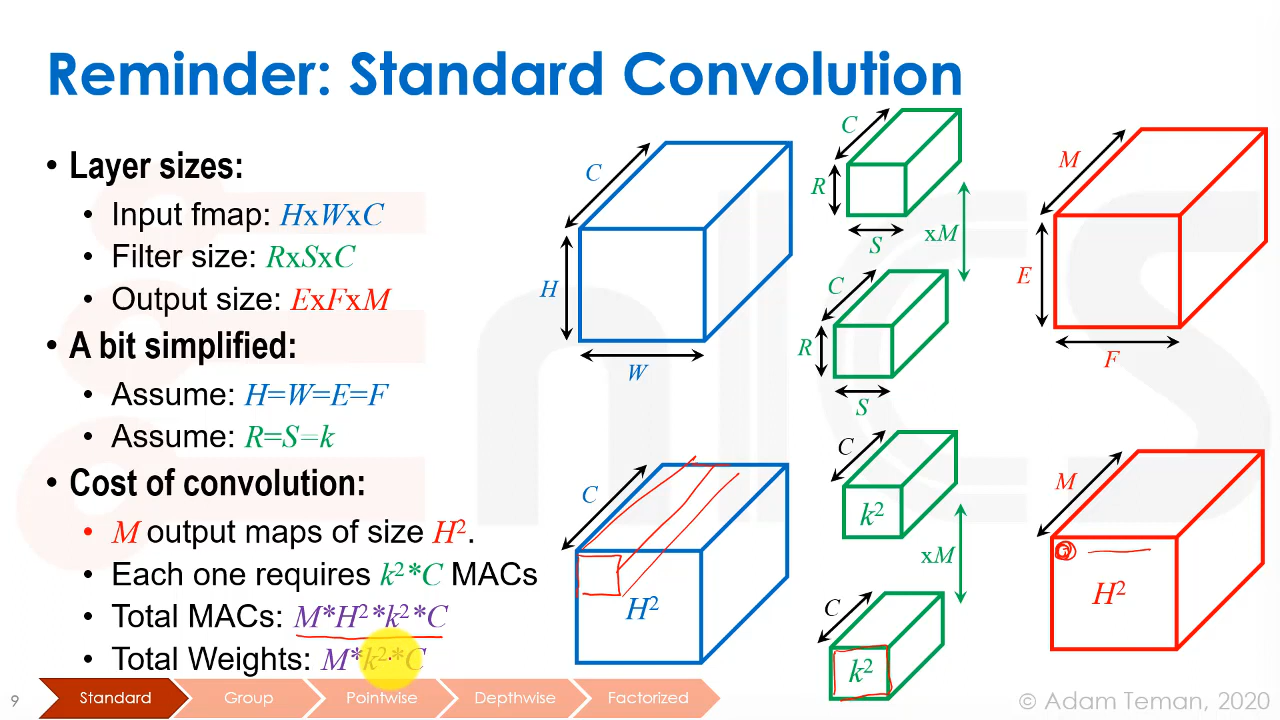 Reminder: Standard Convolution
• Layer sizes:
• Input fmap: HxWxC
• Filter size: RxSxC
• Output size: ExFxM
• A bit simplified:
• Assume: H=W=E=F
• Assume: R=S=k
• Cost of convolution:
• M output maps of size H².
• Each one requires k²*C MACs
• Total MACs: M*H²*k²*C
• Total Weights: M*k²*C
C
H
W
C
R
S
xM
C
R
S
M
E
F
C
H²
C
k²
xM
C
k²
M
H²
EnICS
9
Standard
Group
Pointwise
Depthwise
Factorized
© Adam Teman, 2020